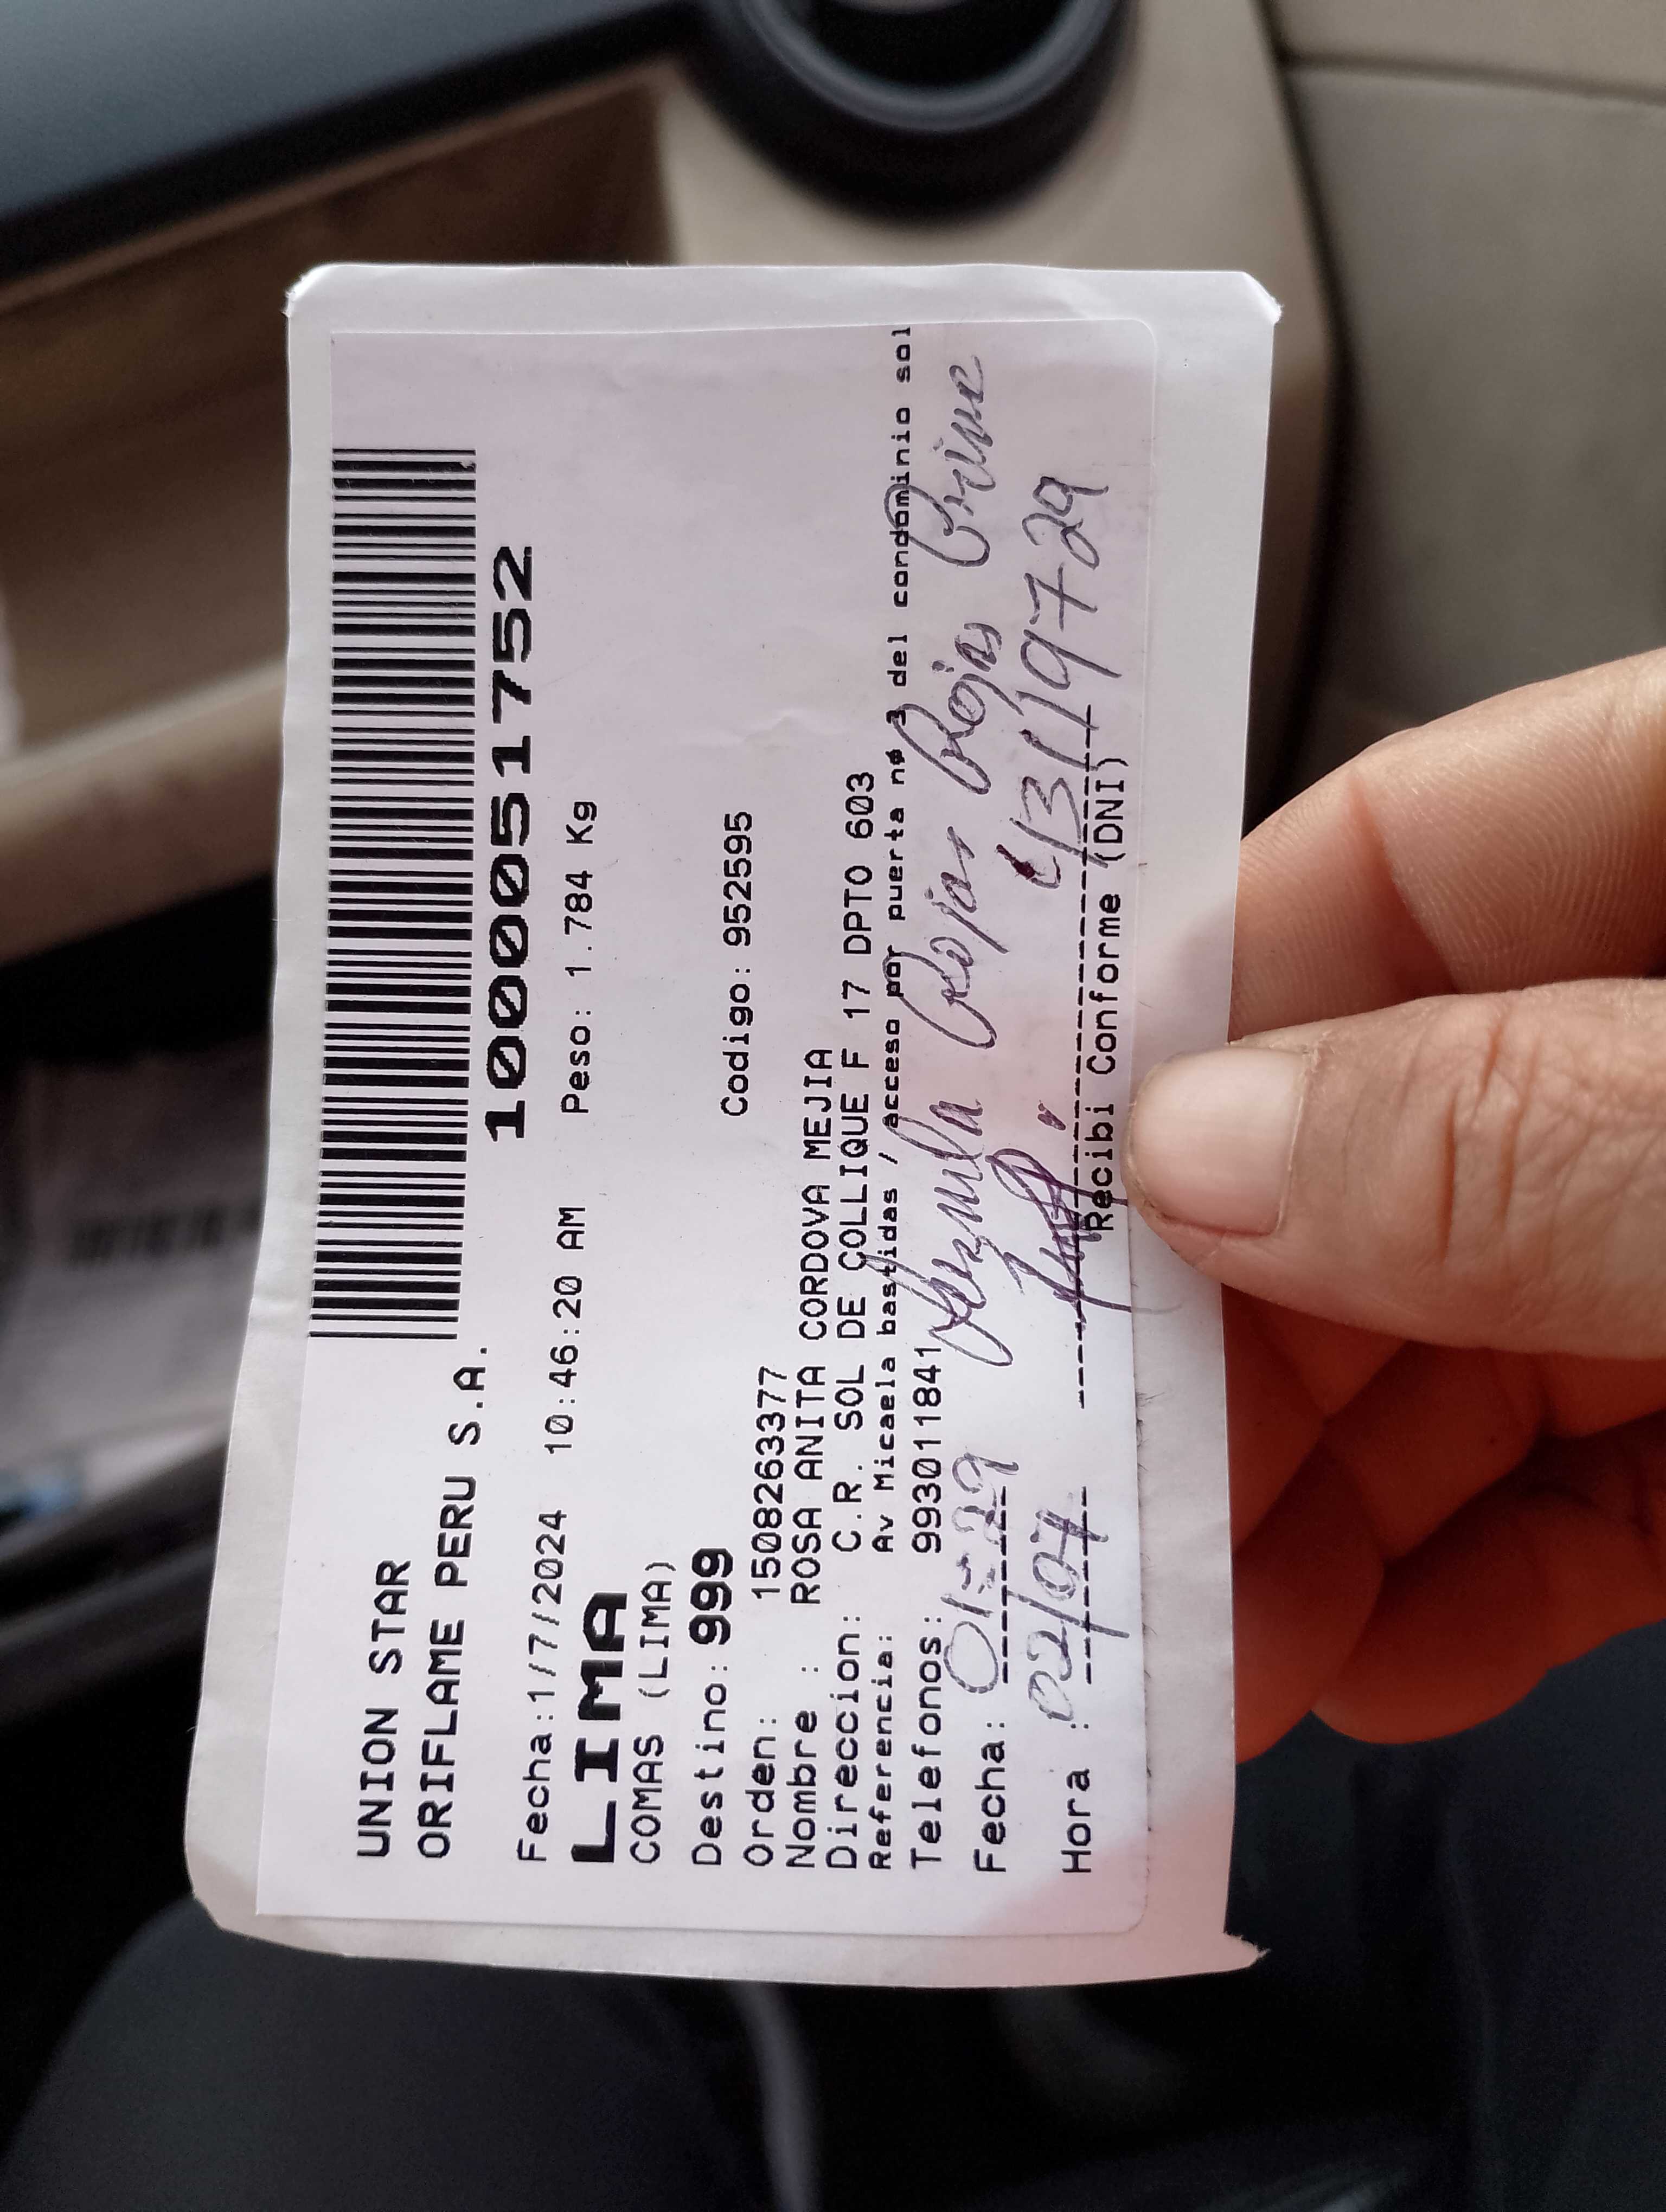 UNION STAR
ORIFLAME PERU S.A.
1000051752
Fecha:1/7/2024 10:46:20 AM Peso: 1.784 Kg
LIMA
COMAS (LIMA)
Destino: 999 Codigo: 952595
Orden: 1508263377
Nombre : ROSA ANITA CORDOVA MEJIA
Direccion: C.R. SOL DE COLLIQUE F 17 DPTO 603
Referencia: Av Micaela bastidas / acceso por puerta nº 3 del condominio sol
Telefonos: 993011841
Fecha: 01:29 Rojas Rojas
Hora : 02/07 43119729
Recibi Conforme (DNI)